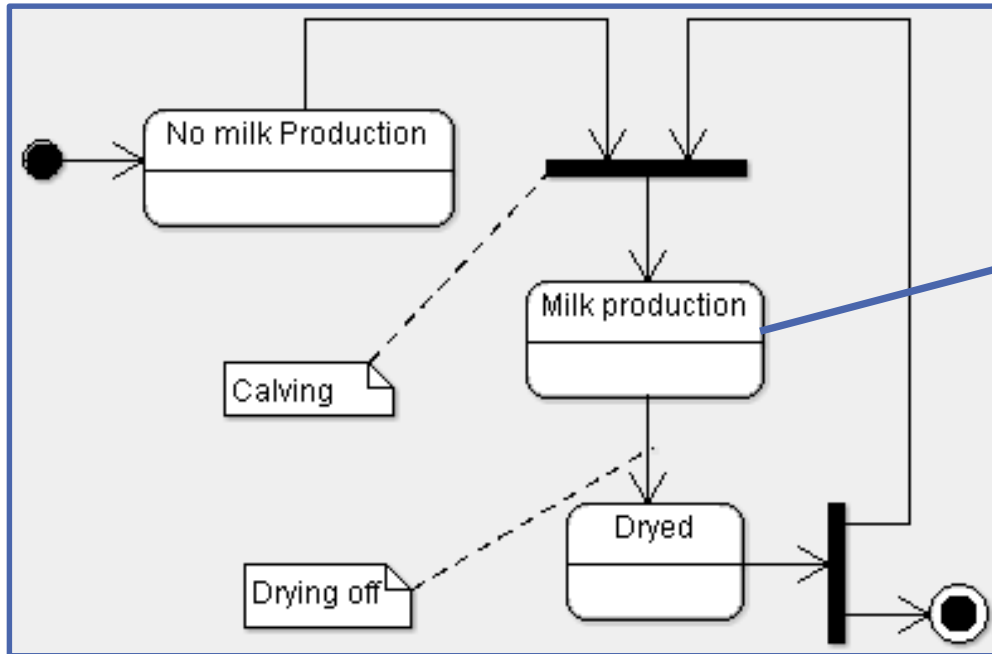 No milk Production
Milk production
Calving
Dryed
Drying off